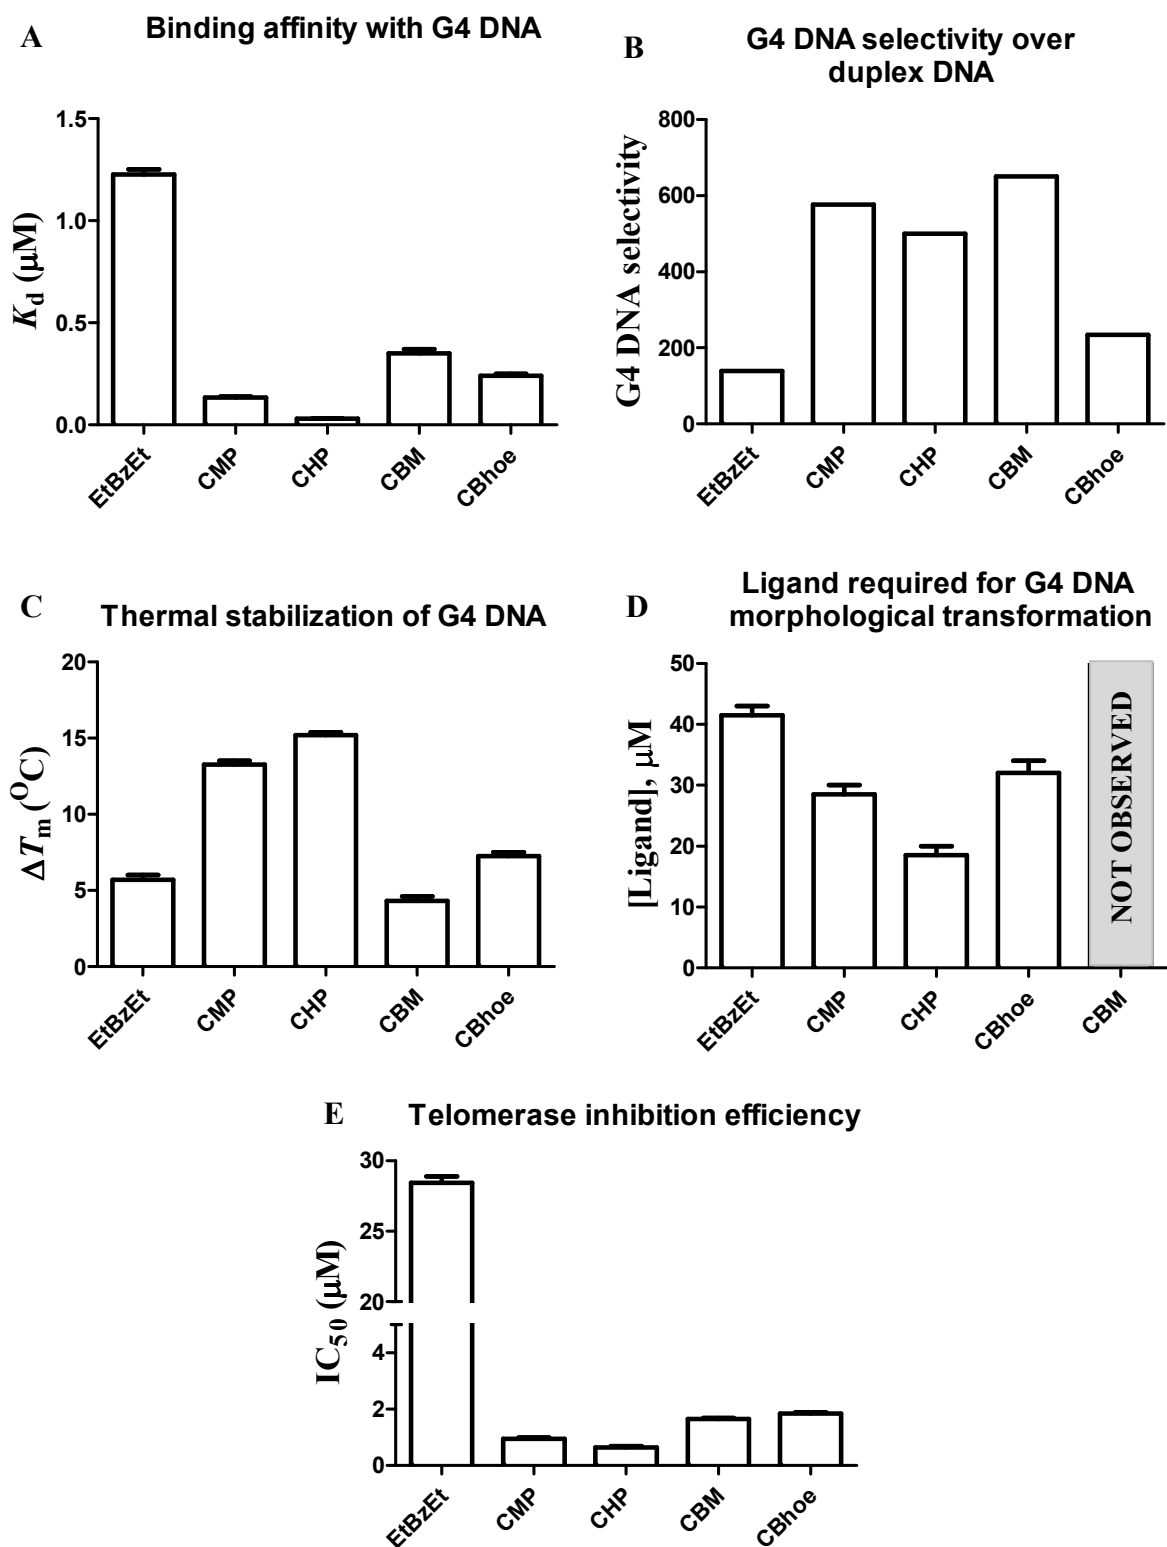 A
Binding affinity with G4 DNA
1.5
1.0
0.5
0.0
Kd (μM)
EtBzEt
CMP
CHP
CBM
CBhoe
B
G4 DNA selectivity over
duplex DNA
800
600
400
200
0
G4 DNA selectivity
EtBzEt
CMP
CHP
CBM
CBhoe
C
Thermal stabilization of G4 DNA
20
15
10
5
0
ΔTm (OC)
EtBzEt
CMP
CHP
CBM
CBhoe
D
Ligand required for G4 DNA
morphological transformation
50
40
30
20
10
0
[Ligand], μM
NOT OBSERVED
EtBzEt
CMP
CHP
CBhoe
CBM
E
Telomerase inhibition efficiency
30
25
20
4
2
0
IC50 (μM)
EtBzEt
CMP
CHP
CBM
CBhoe